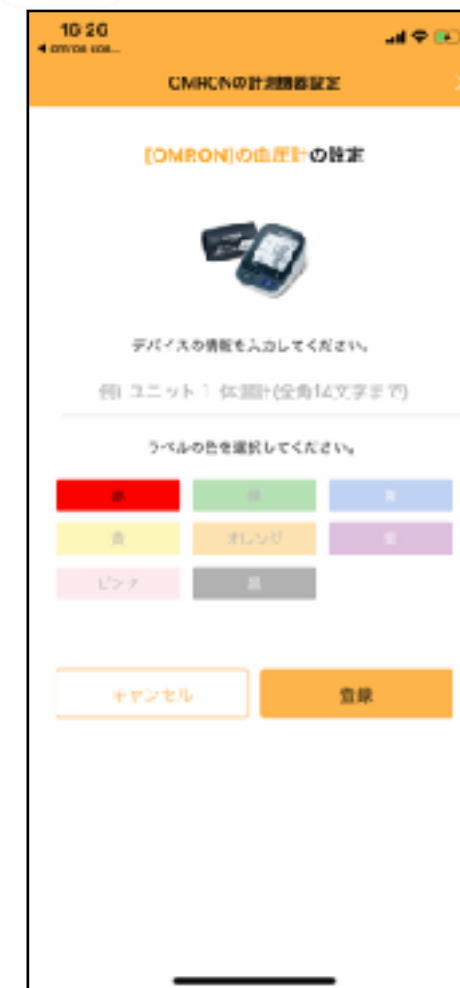 10:20
OMRONの計測機器設定
[OMRON]の血圧計の設定
デバイスの情報を入力してください。
例) ユニット1 体温計(全角14文字まで)
ラベルの色を選択してください。
赤 緑 青
黄 オレンジ 紫
ピンク 黒
キャンセル 登録